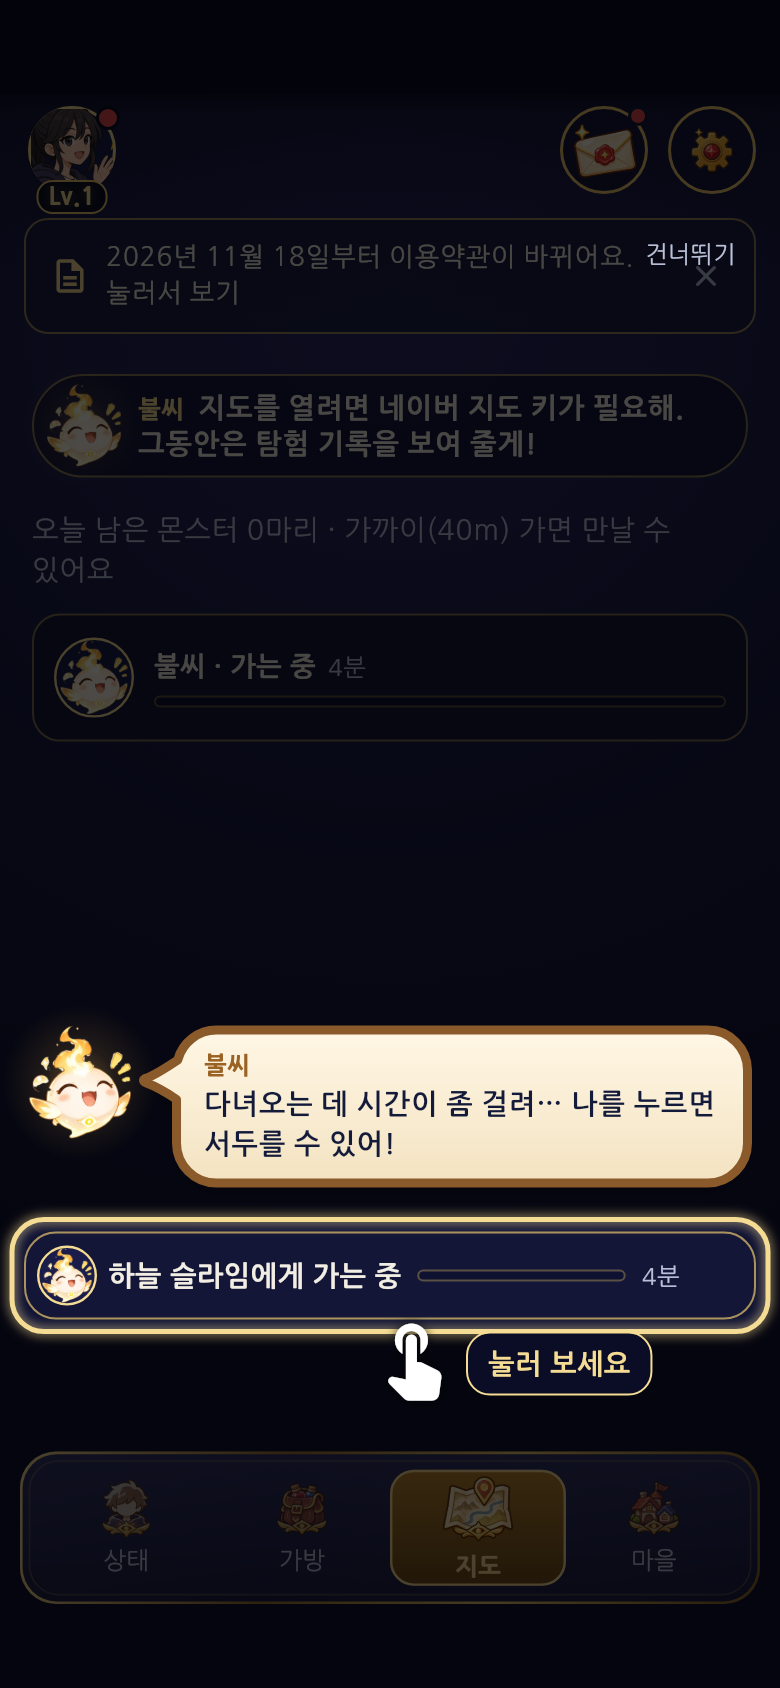 Lv.1
2026년 11월 18일부터 이용약관이 바뀌어요.
눌러서 보기
건너뛰기
불씨 지도를 열려면 네이버 지도 키가 필요해.
그동안은 탐험 기록을 보여 줄게!
오늘 남은 몬스터 0마리 · 가까이(40m) 가면 만날 수
있어요
불씨 · 가는 중 4분
불씨
다녀오는 데 시간이 좀 걸려… 나를 누르면
서두를 수 있어!
하늘 슬라임에게 가는 중 4분
눌러 보세요
상태 가방 지도 마을